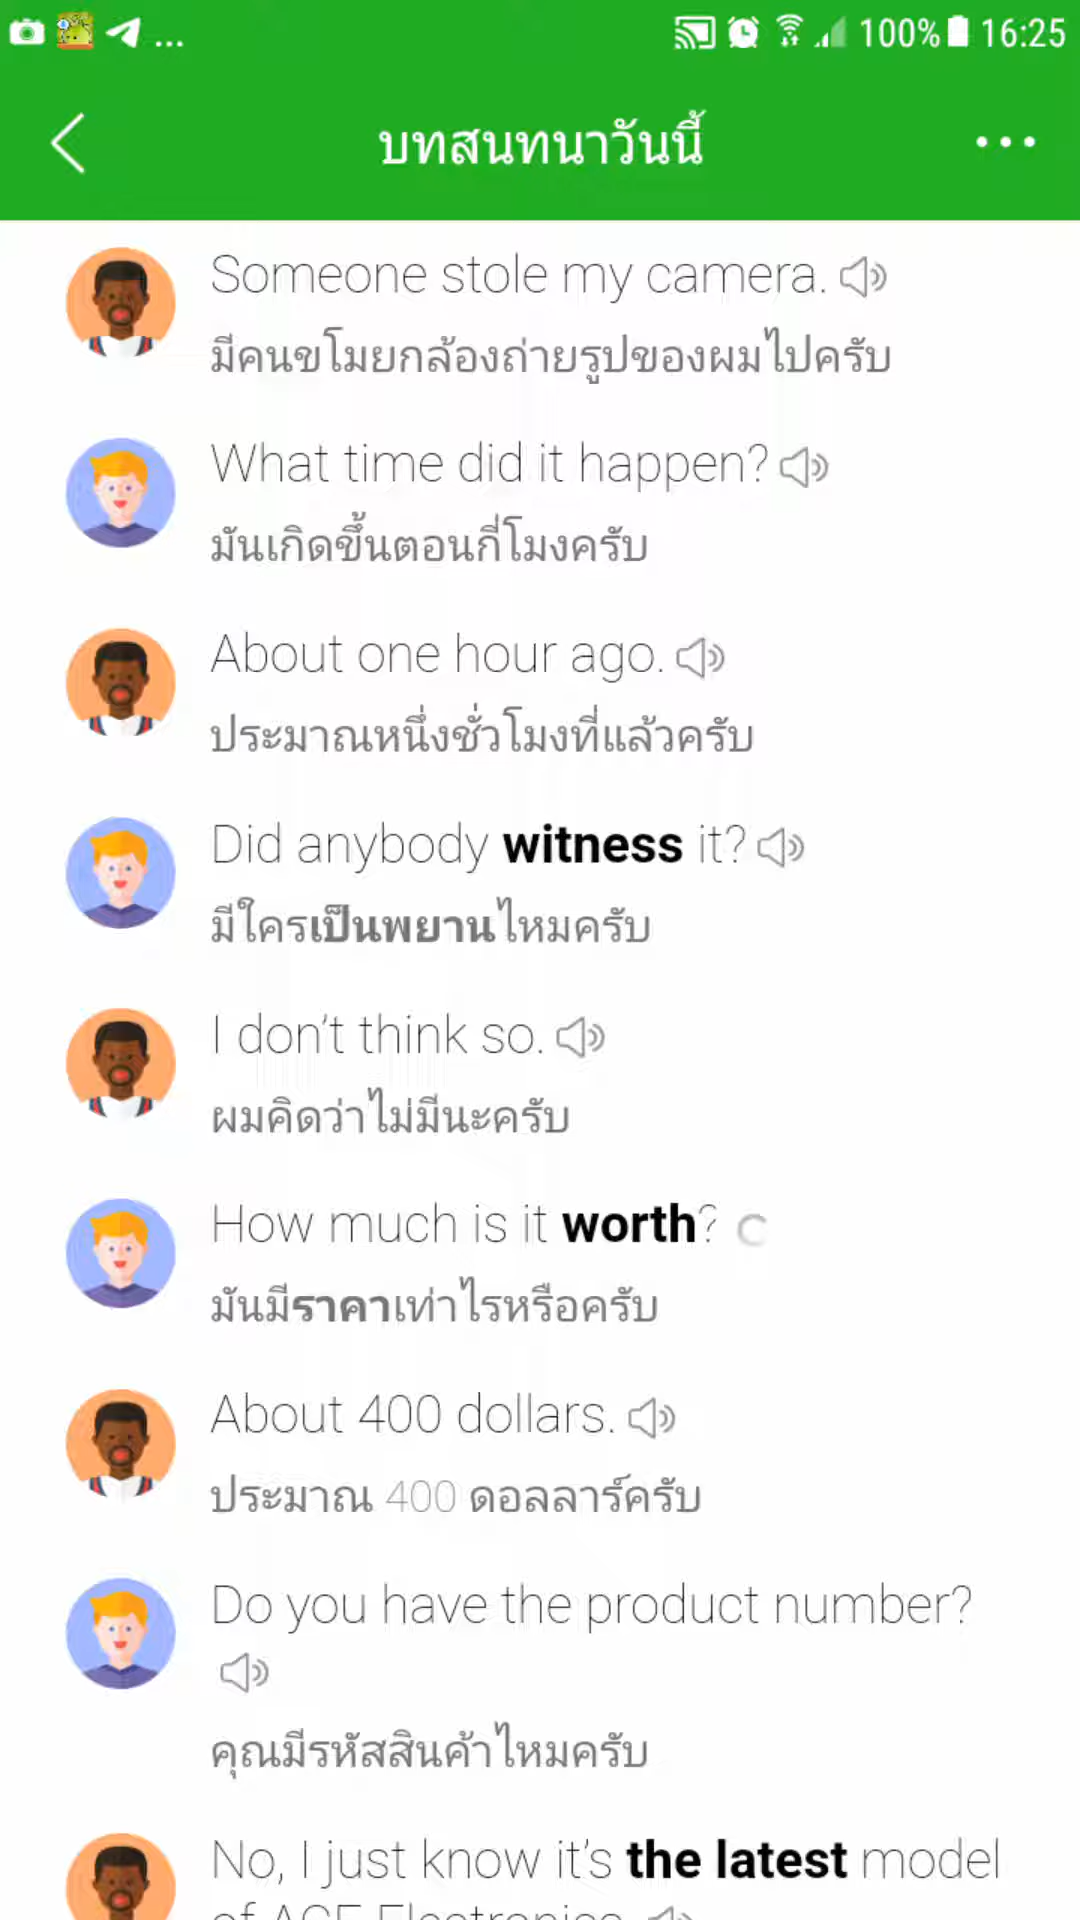 ... 100% 16:25
บทสนทนาวันนี้
Someone stole my camera.
มีคนขโมยกล้องถ่ายรูปของผมไปครับ
What time did it happen?
มันเกิดขึ้นตอนกี่โมงครับ
About one hour ago.
ประมาณหนึ่งชั่วโมงที่แล้วครับ
Did anybody witness it?
มีใครเป็นพยานไหมครับ
I don't think so.
ผมคิดว่าไม่มีนะครับ
How much is it worth?
มันมีราคาเท่าไรหรือครับ
About 400 dollars.
ประมาณ 400 ดอลลาร์ครับ
Do you have the product number?
คุณมีรหัสสินค้าไหมครับ
No, I just know it's the latest model
of ACE Electronics.